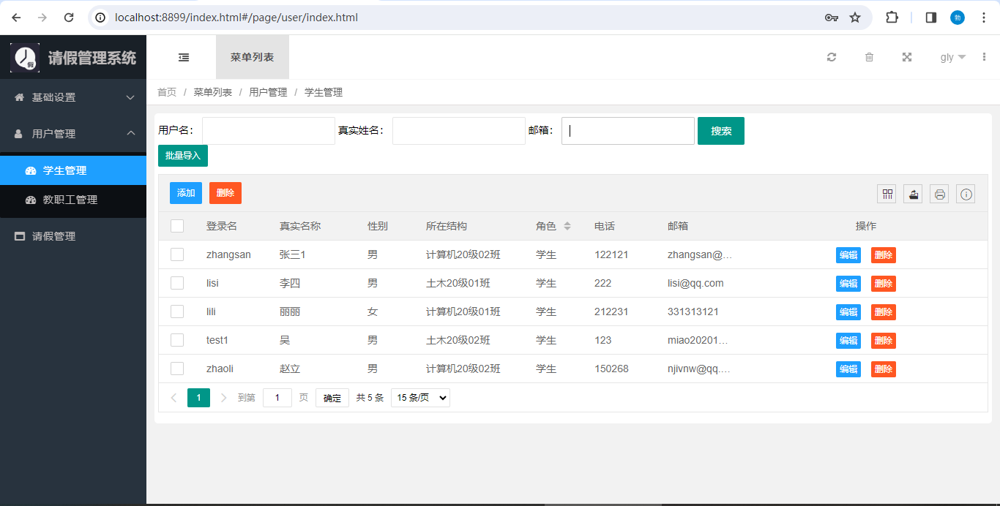 localhost:8899/index.html#/page/user/index.html
勃
假
请假管理系统
菜单列表
gly
基础设置
用户管理
学生管理
教职工管理
请假管理
首页 / 菜单列表 / 用户管理 / 学生管理
用户名： 真实姓名： 邮箱： 搜索
批量导入
添加 删除
登录名 真实名称 性别 所在结构 角色 电话 邮箱 操作
zhangsan 张三1 男 计算机20级02班 学生 122121 zhangsan@… 编辑 删除
lisi 李四 男 土木20级01班 学生 222 lisi@qq.com 编辑 删除
lili 丽丽 女 计算机20级01班 学生 212231 331313121 编辑 删除
test1 吴 男 土木20级02班 学生 123 miao20201… 编辑 删除
zhaoli 赵立 男 计算机20级02班 学生 150268 njivnw@qq.… 编辑 删除
1 到第 1 页 确定 共 5 条 15 条/页